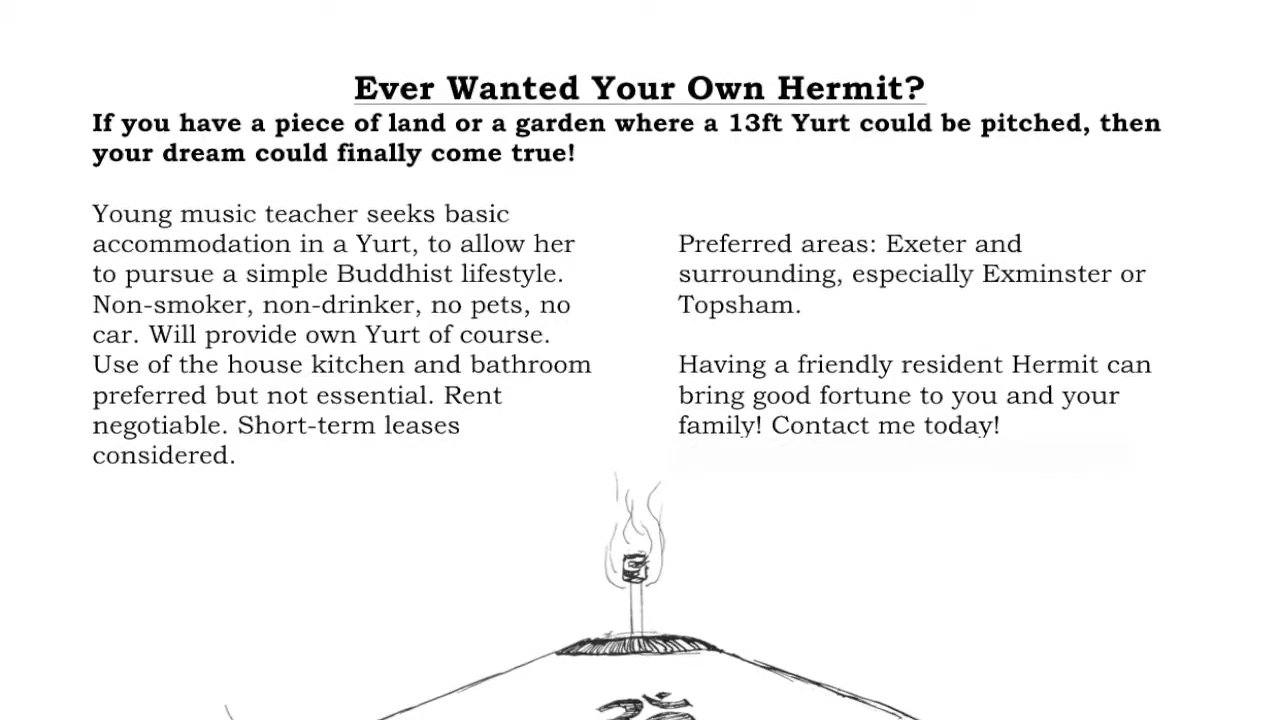 Ever Wanted Your Own Hermit?
If you have a piece of land or a garden where a 13ft Yurt could be pitched, then
your dream could finally come true!
Young music teacher seeks basic
accommodation in a Yurt, to allow her
to pursue a simple Buddhist lifestyle.
Non-smoker, non-drinker, no pets, no
car. Will provide own Yurt of course.
Use of the house kitchen and bathroom
preferred but not essential. Rent
negotiable. Short-term leases
considered.
Preferred areas: Exeter and
surrounding, especially Exminster or
Topsham.
Having a friendly resident Hermit can
bring good fortune to you and your
family! Contact me today!
ॐ